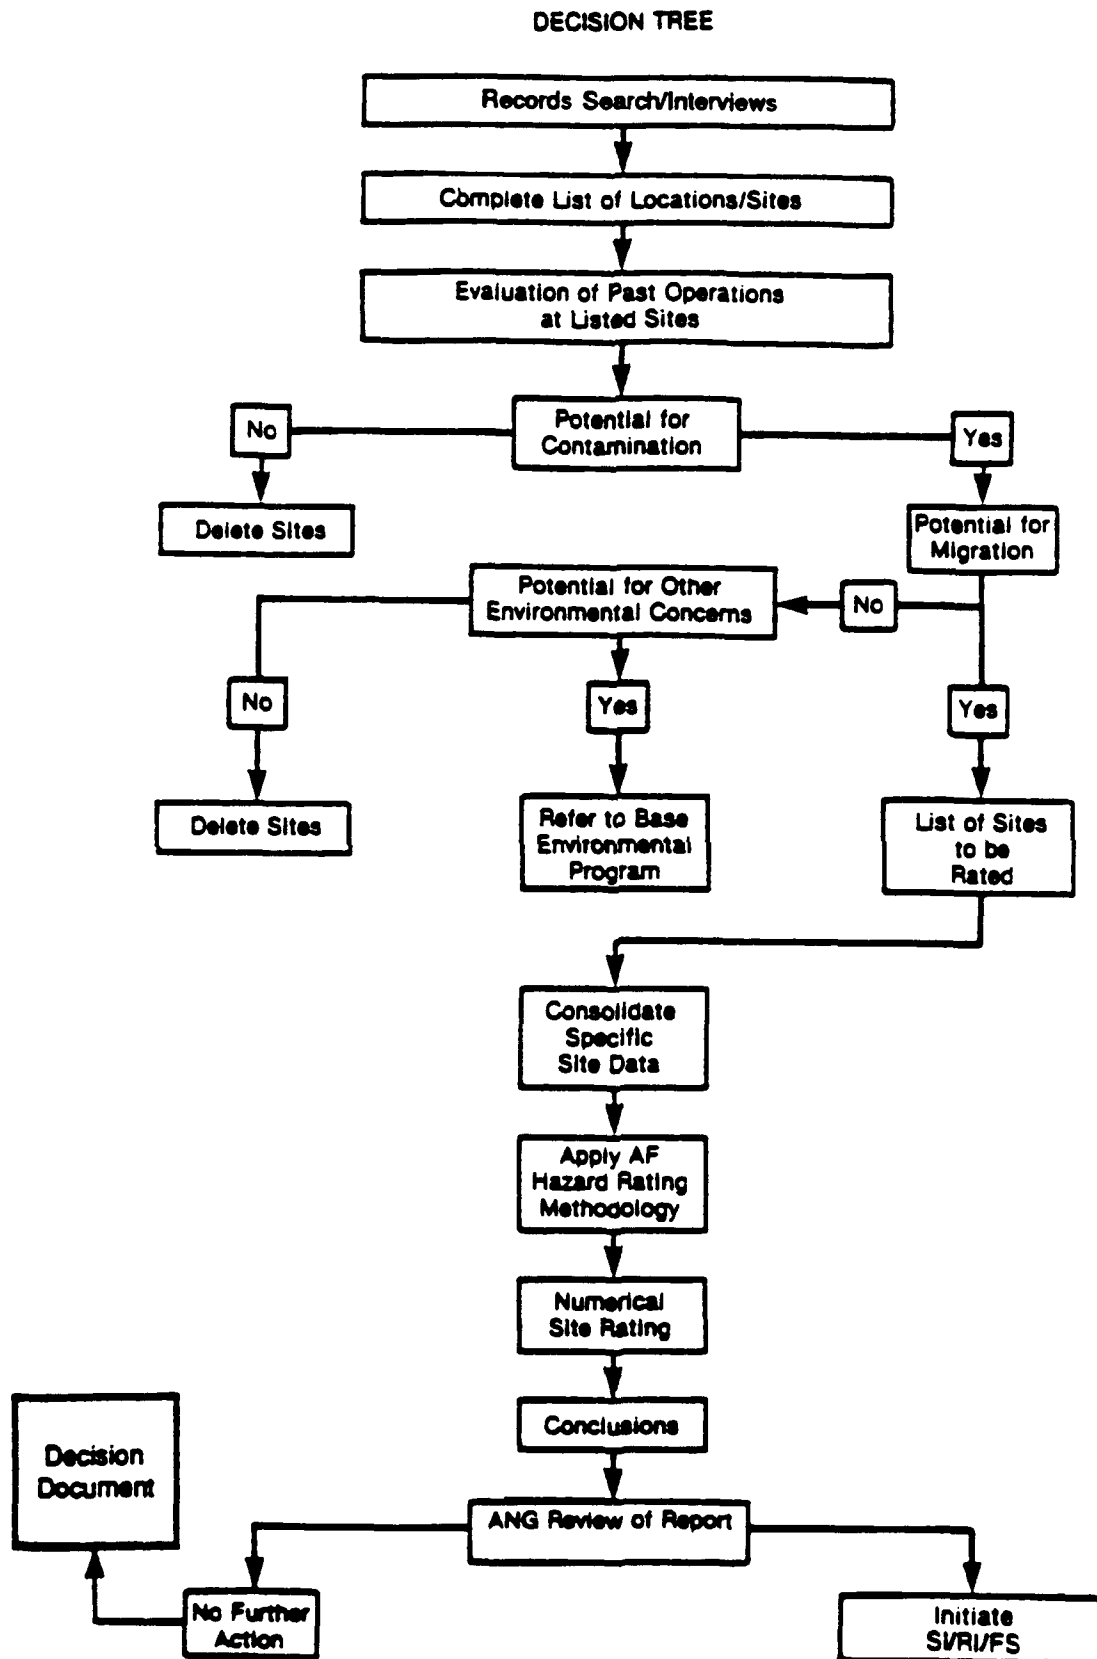 DECISION TREE
Records Search/Interviews
Complete List of Locations/Sites
Evaluation of Past Operations
at Listed Sites
No
Potential for
Contamination
Yes
Delete Sites
Potential for
Migration
Potential for Other
Environmental Concerns
No
No
Yes
Yes
Delete Sites
Refer to Base
Environmental
Program
List of Sites
to be
Rated
Consolidate
Specific
Site Data
Apply AF
Hazard Rating
Methodology
Numerical
Site Rating
Conclusions
Decision
Document
ANG Review of Report
No Further
Action
Initiate
SI/RI/FS